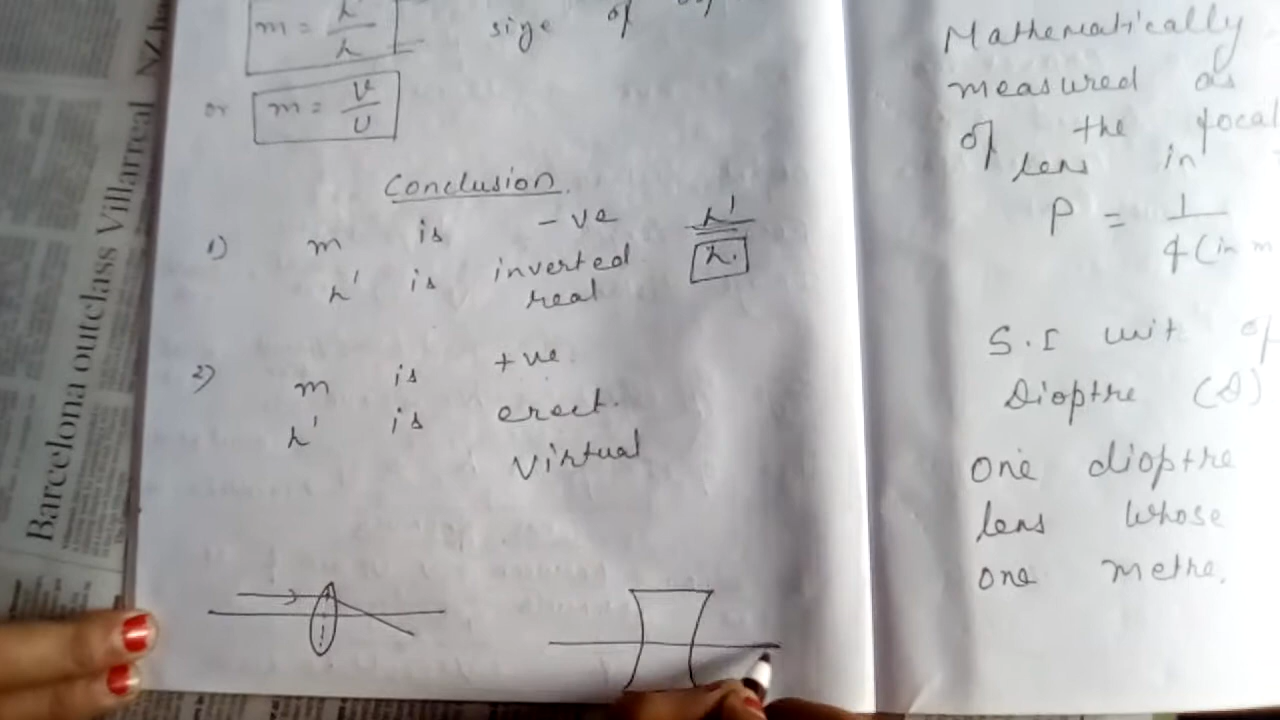 m = h'/h
size of
or m = v/u
Conclusion.
1) m is -ve
h' is inverted
real
h'/h.
2) m is +ve
h' is erect.
virtual
Mathematically
measured as
of the focal
lens in
P = 1/f (in m
S.I unit of
Dioptre (D)
One dioptre
lens whose
one metre.
Barcelona outclass Villarreal